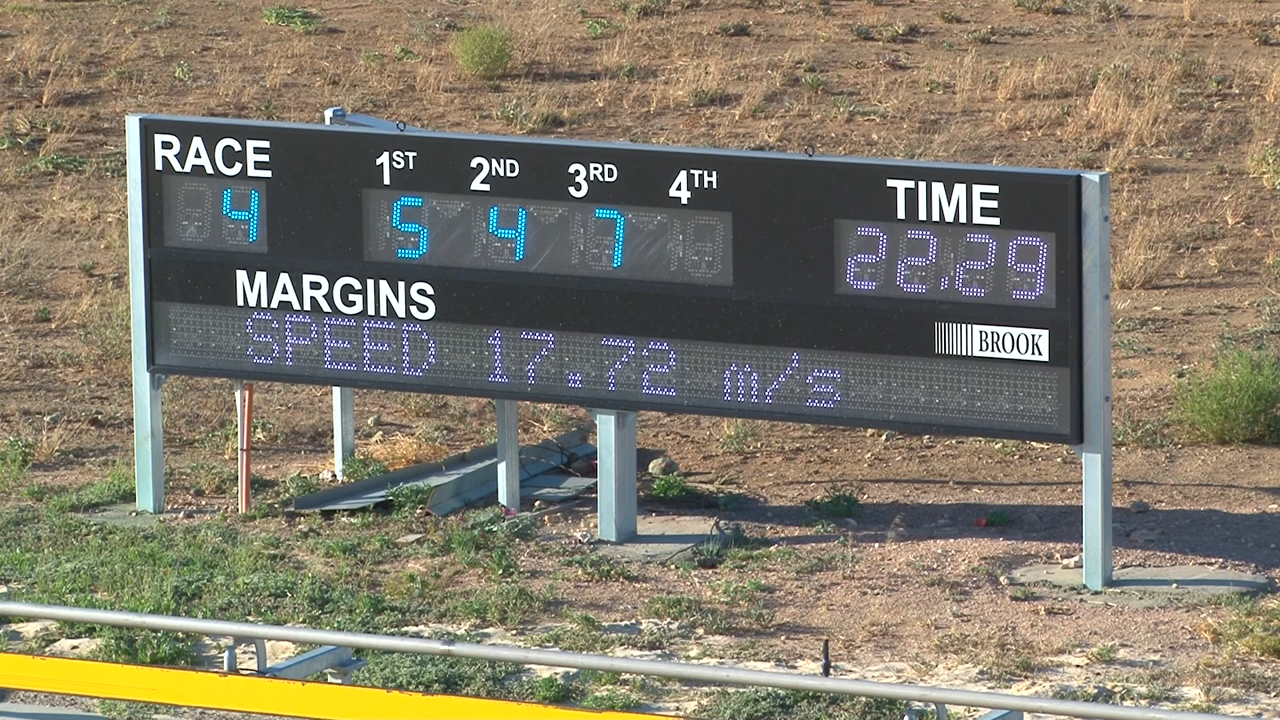 RACE 1ST 2ND 3RD 4TH TIME
4 5 4 7 22.29
MARGINS
BROOK
SPEED 17.72 m/s